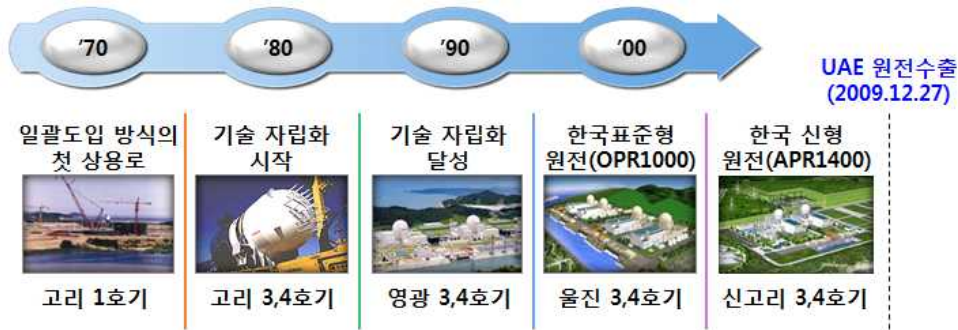 '70
'80
'90
'00
UAE 원전수출
(2009.12.27)
일괄도입 방식의
첫 상용로
기술 자립화
시작
기술 자립화
달성
한국표준형
원전(OPR1000)
한국 신형
원전(APR1400)
고리 1호기
고리 3,4호기
영광 3,4호기
울진 3,4호기
신고리 3,4호기